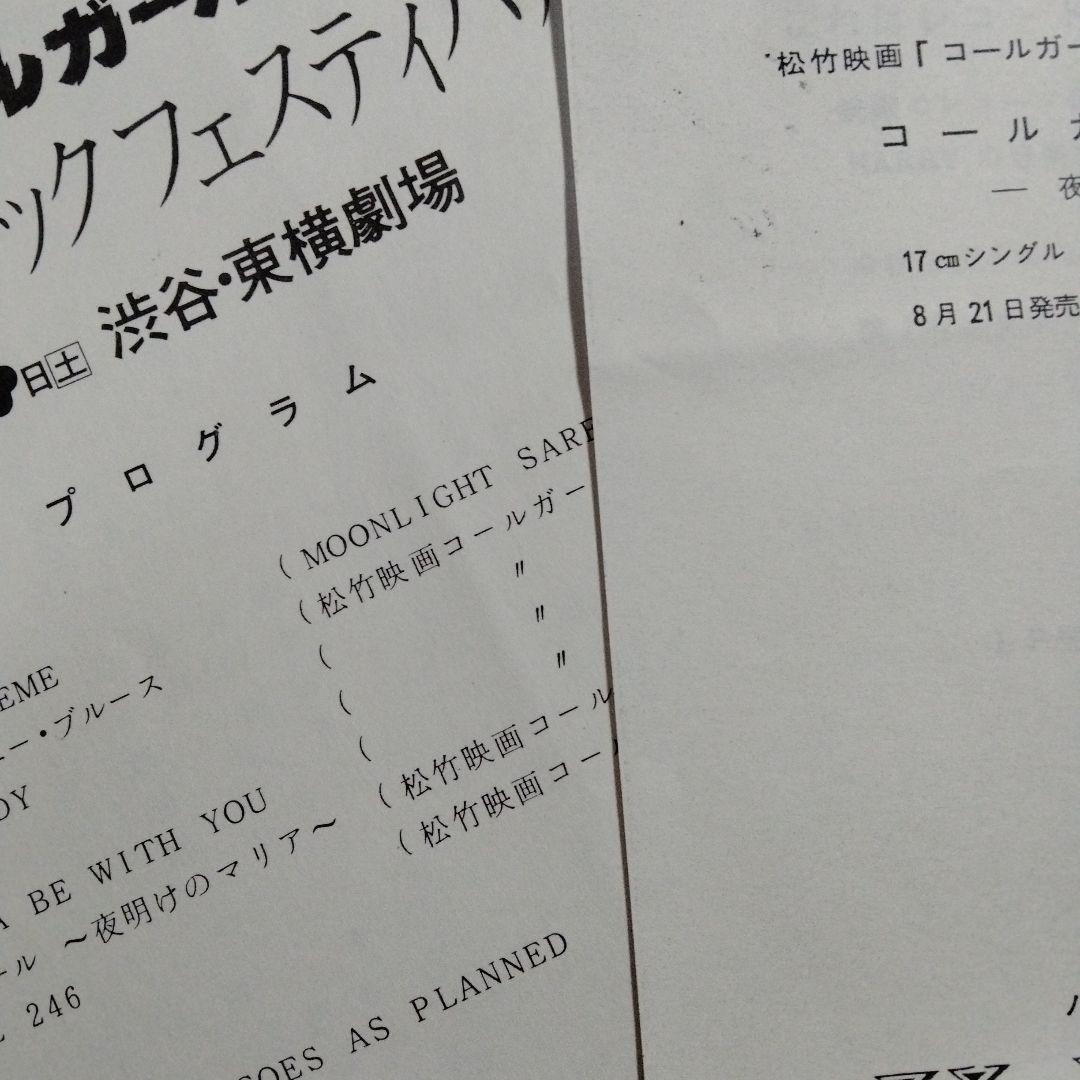 ルガー
ックフェスティバ
日土 渋谷・東横劇場
プログラム
( MOONLIGHT SARE
(松竹映画コールガー
( 〃
( 〃
( 〃
(松竹映画コール
(松竹映画コー
EME
ー・ブルース
DY
A BE WITH YOU
ール ～夜明けのマリア～
246
GOES AS PLANNED
松竹映画「コールガー
コールガ
— 夜
17㎝シングル
8月21日発売